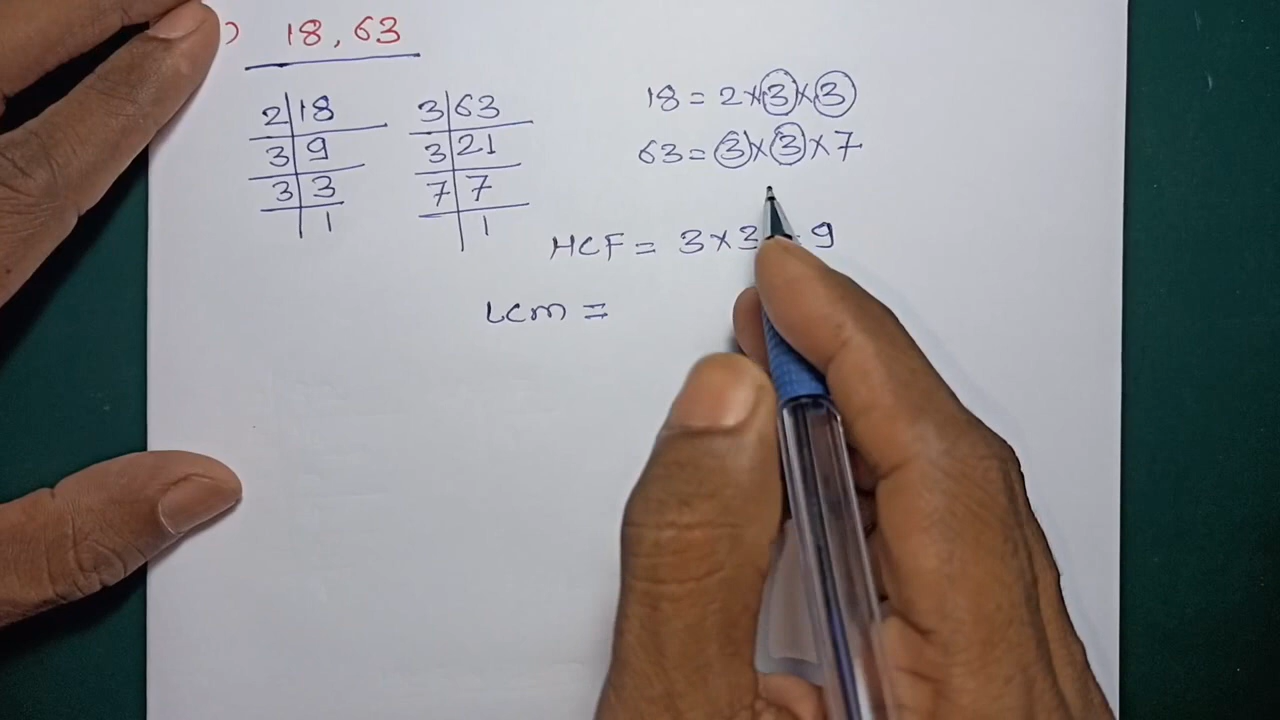 ) 18, 63
2 18
3 9
3 3
1
3 63
3 21
7 7
1
18 = 2×3×3
63 = 3×3×7
HCF = 3×3 9
LCM =